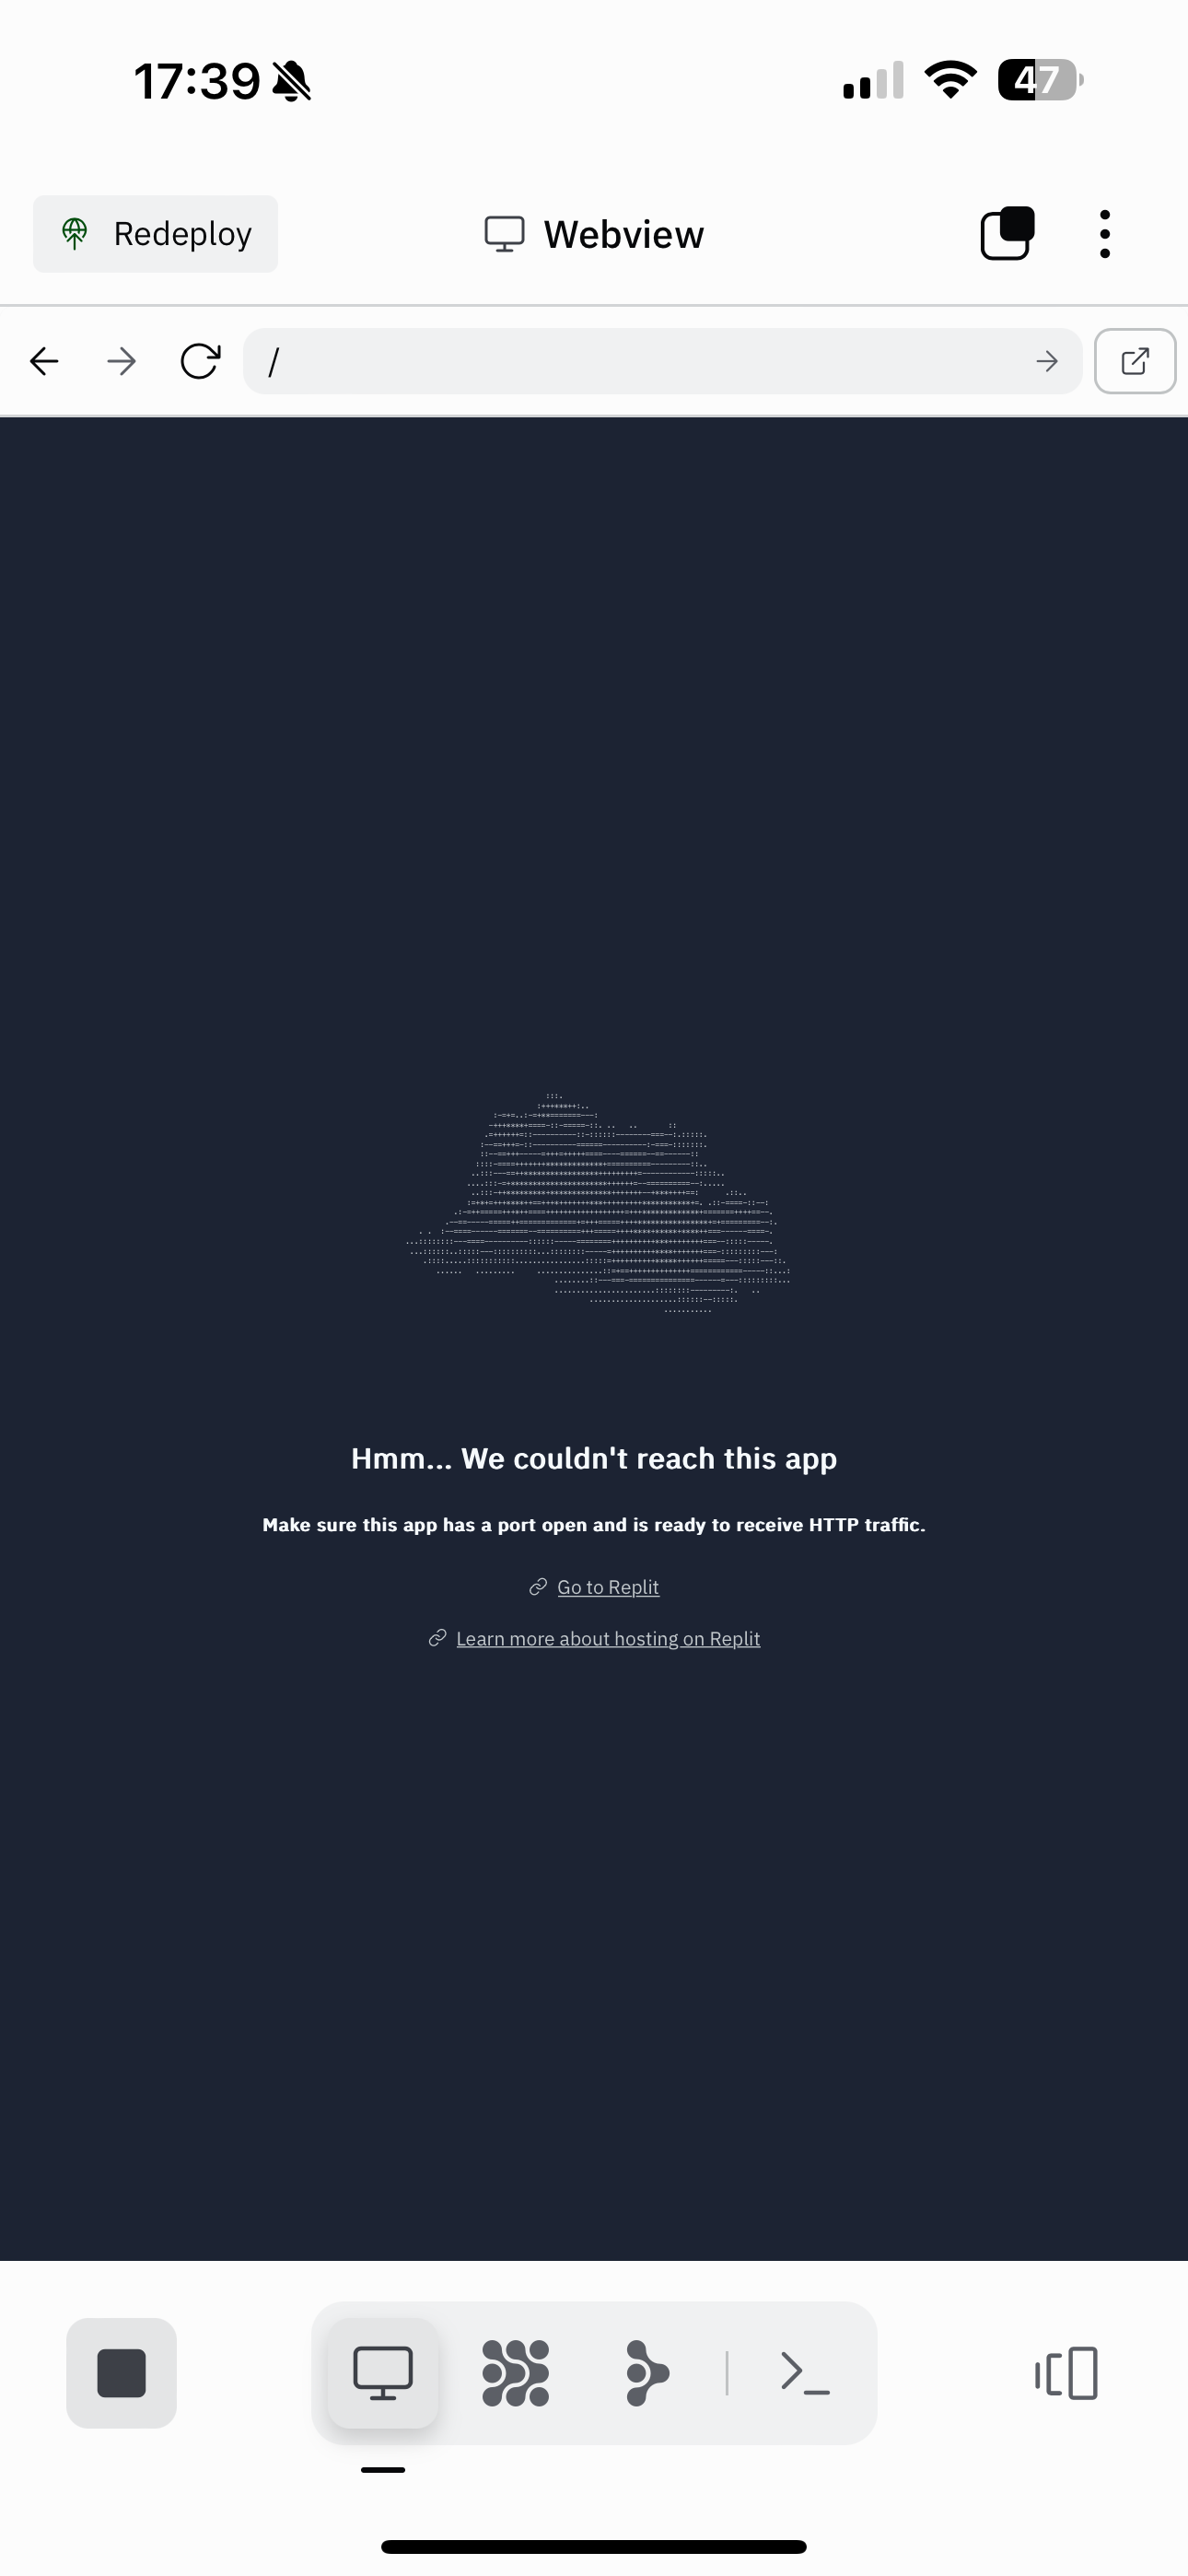 17:39
47
Redeploy
Webview
/
Hmm... We couldn't reach this app
Make sure this app has a port open and is ready to receive HTTP traffic.
Go to Replit
Learn more about hosting on Replit